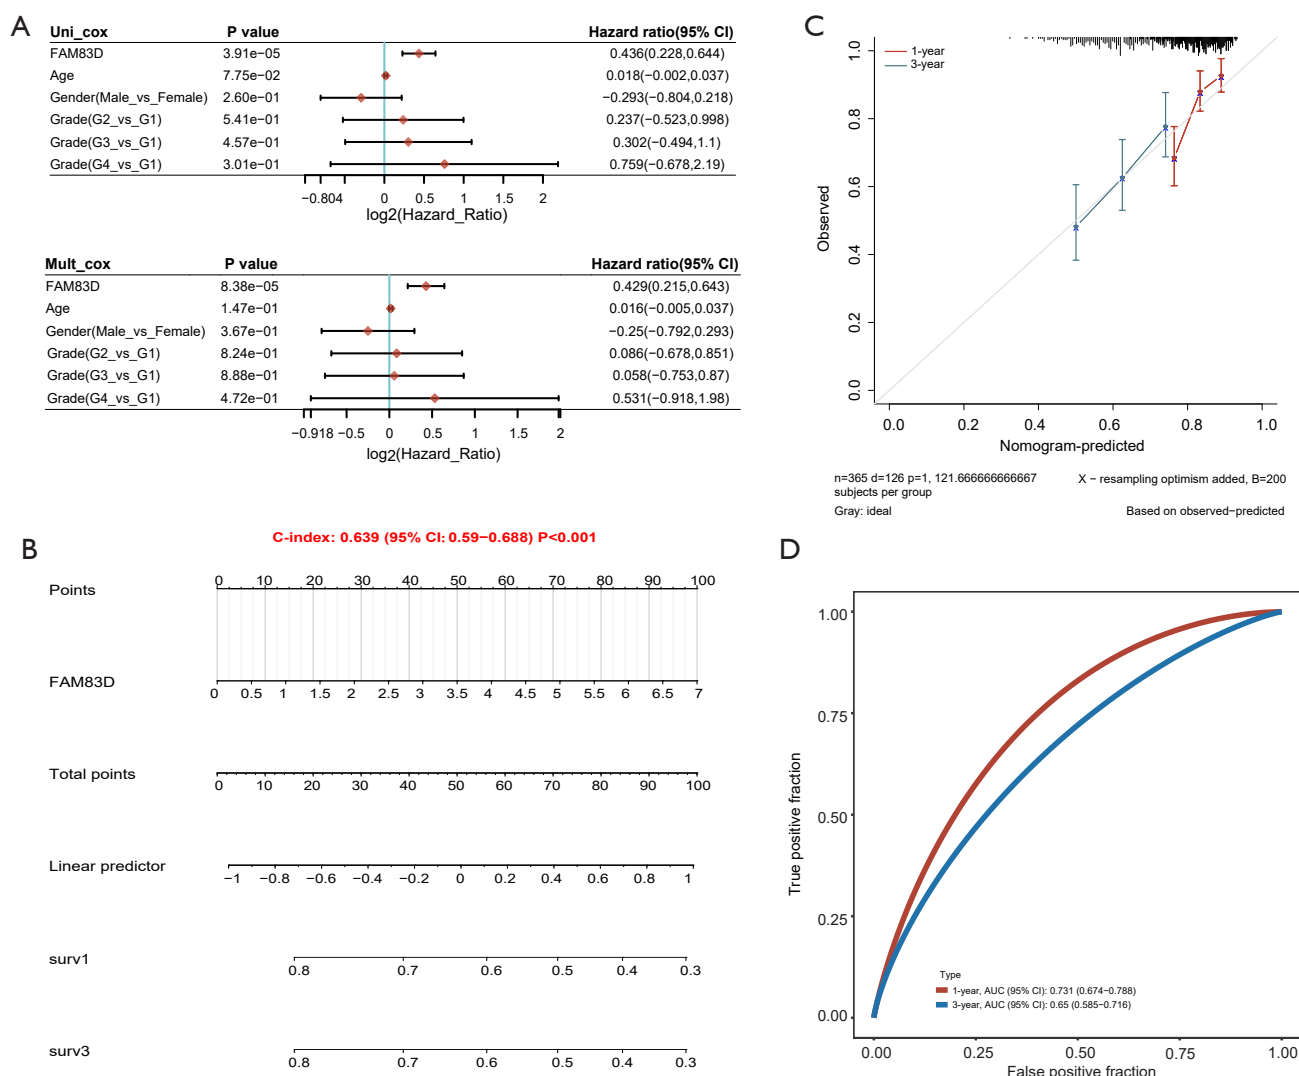 A
Uni_cox P value Hazard ratio(95% CI)
FAM83D 3.91e−05 0.436(0.228,0.644)
Age 7.75e−02 0.018(−0.002,0.037)
Gender(Male_vs_Female) 2.60e−01 −0.293(−0.804,0.218)
Grade(G2_vs_G1) 5.41e−01 0.237(−0.523,0.998)
Grade(G3_vs_G1) 4.57e−01 0.302(−0.494,1.1)
Grade(G4_vs_G1) 3.01e−01 0.759(−0.678,2.19)
−0.804 0 0.5 1 1.5 2
log2(Hazard_Ratio)
Mult_cox P value Hazard ratio(95% CI)
FAM83D 8.38e−05 0.429(0.215,0.643)
Age 1.47e−01 0.016(−0.005,0.037)
Gender(Male_vs_Female) 3.67e−01 −0.25(−0.792,0.293)
Grade(G2_vs_G1) 8.24e−01 0.086(−0.678,0.851)
Grade(G3_vs_G1) 8.88e−01 0.058(−0.753,0.87)
Grade(G4_vs_G1) 4.72e−01 0.531(−0.918,1.98)
−0.918 −0.5 0 0.5 1 1.5 2
log2(Hazard_Ratio)
C
1-year
3-year
1.0
0.8
0.6
0.4
0.2
0.0
Observed
0.0 0.2 0.4 0.6 0.8 1.0
Nomogram-predicted
n=365 d=126 p=1, 121.666666666667
subjects per group
Gray: ideal
X − resampling optimism added, B=200
Based on observed−predicted
B
C-index: 0.639 (95% CI: 0.59−0.688) P<0.001
Points 0 10 20 30 40 50 60 70 80 90 100
FAM83D 0 0.5 1 1.5 2 2.5 3 3.5 4 4.5 5 5.5 6 6.5 7
Total points 0 10 20 30 40 50 60 70 80 90 100
Linear predictor −1 −0.8 −0.6 −0.4 −0.2 0 0.2 0.4 0.6 0.8 1
surv1 0.8 0.7 0.6 0.5 0.4 0.3
surv3 0.8 0.7 0.6 0.5 0.4 0.3
D
1.00
0.75
0.50
0.25
0.00
True positive fraction
Type
1-year, AUC (95% CI): 0.731 (0.674−0.788)
3-year, AUC (95% CI): 0.65 (0.585−0.716)
0.00 0.25 0.50 0.75 1.00
False positive fraction